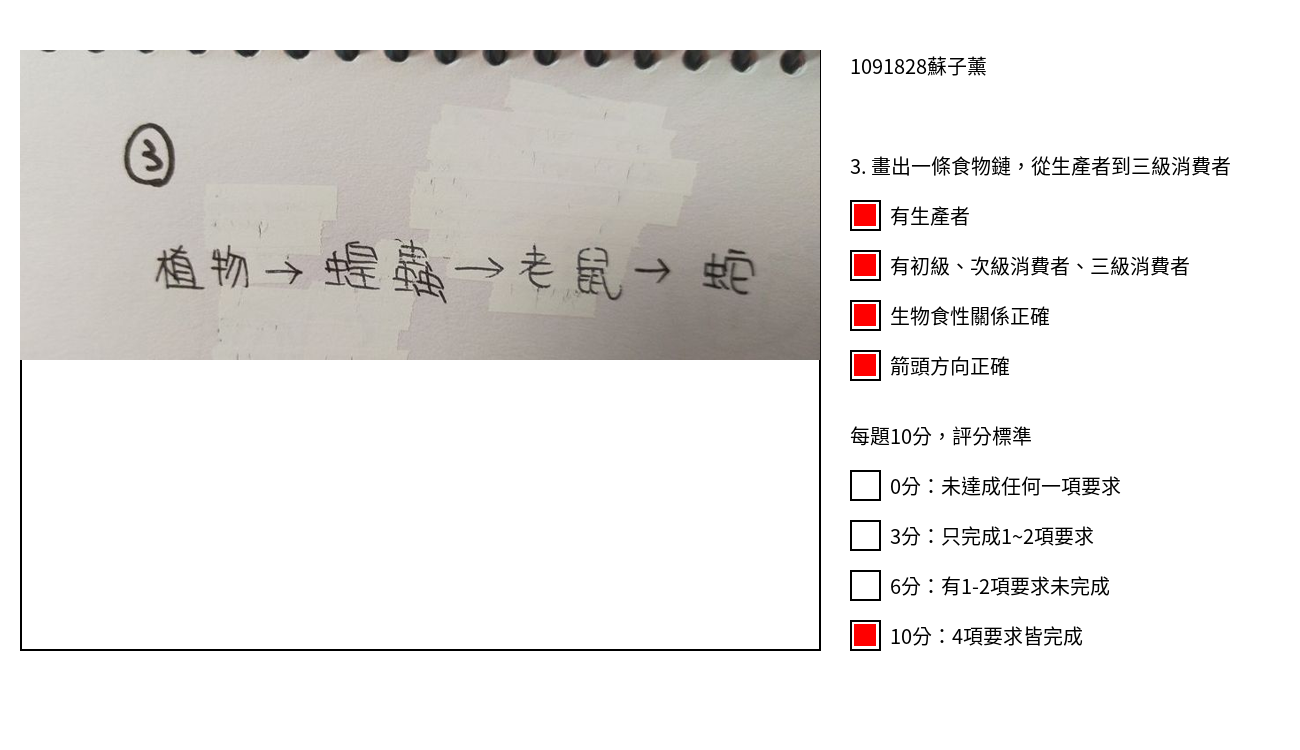 1091828蘇子薰
3. 畫出一條食物鏈，從生產者到三級消費者
有生產者
有初級、次級消費者、三級消費者
生物食性關係正確
箭頭方向正確
每題10分，評分標準
0分：未達成任何一項要求
3分：只完成1~2項要求
6分：有1-2項要求未完成
10分：4項要求皆完成
③
植物 → → 老鼠 → 蛇